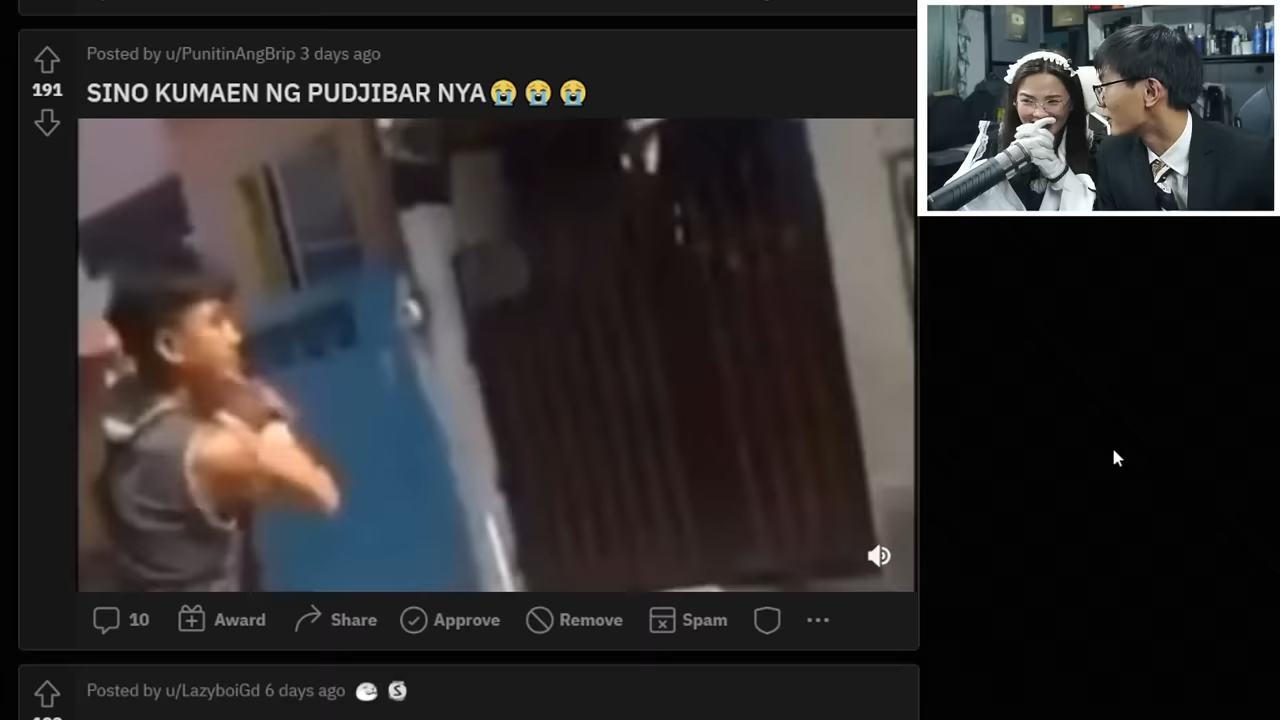 Posted by u/PunitinAngBrip 3 days ago
191
SINO KUMAEN NG PUDJIBAR NYA😭😭😭
10 Award Share Approve Remove Spam ...
Posted by u/LazyboiGd 6 days ago